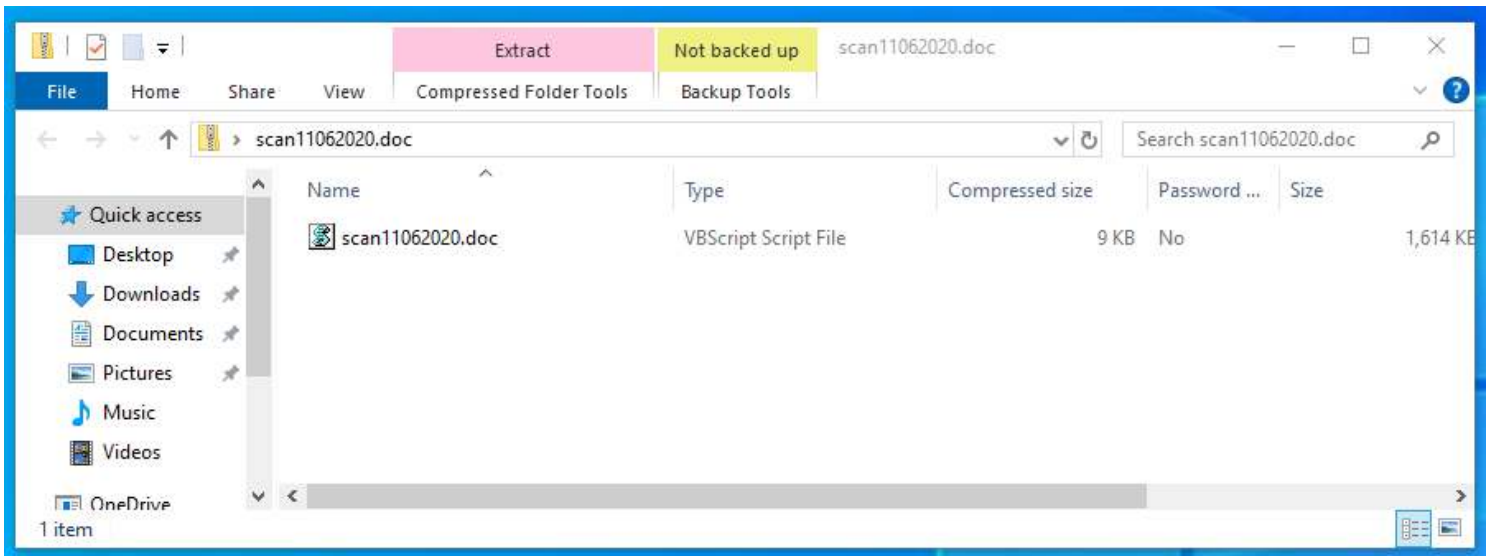 Extract Not backed up scan11062020.doc
File Home Share View Compressed Folder Tools Backup Tools
scan11062020.doc Search scan11062020.doc
Name Type Compressed size Password ... Size
Quick access
scan11062020.doc VBScript Script File 9 KB No 1,614 KB
Desktop
Downloads
Documents
Pictures
Music
Videos
OneDrive
1 item